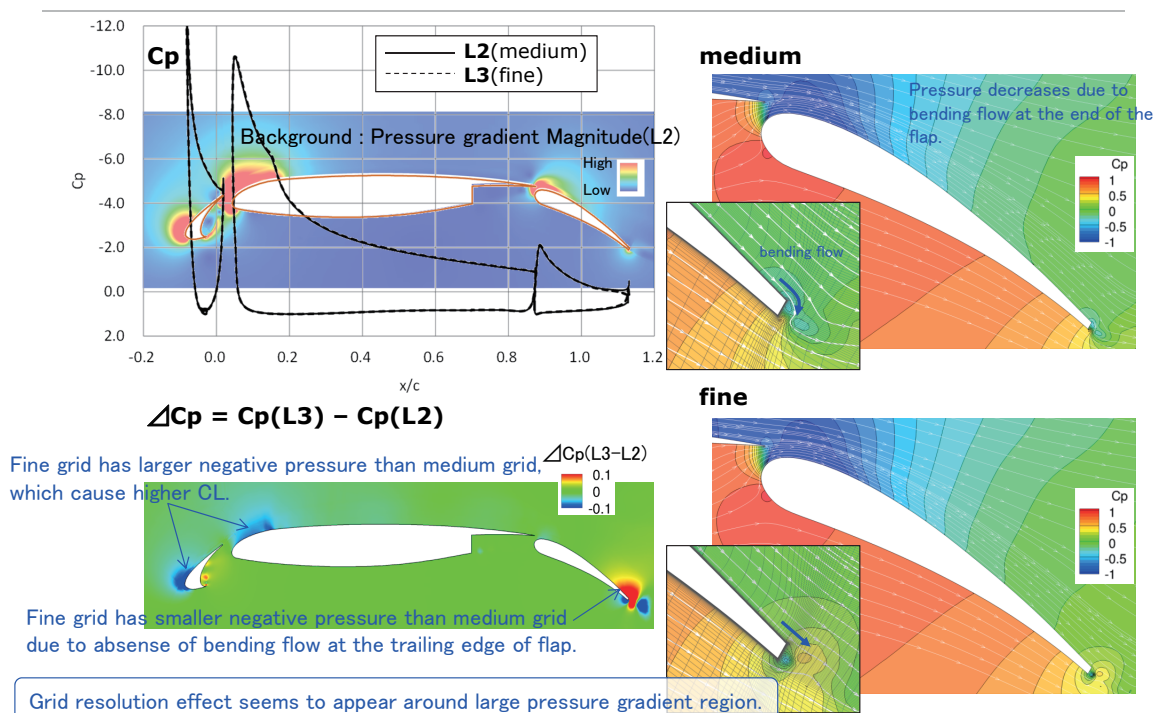 -12.0
-10.0
-8.0
-6.0
-4.0
-2.0
0.0
2.0
Cp
Cp
L2(medium)
L3(fine)
Background : Pressure gradient Magnitude(L2)
High
Low
-0.2
0.0
0.2
0.4
0.6
0.8
1.0
1.2
x/c
medium
Pressure decreases due to
bending flow at the end of the
flap.
Cp
1
0.5
0
-0.5
-1
bending flow
⊿Cp = Cp(L3) – Cp(L2)
Fine grid has larger negative pressure than medium grid,
which cause higher CL.
⊿Cp(L3-L2)
0.1
0
-0.1
Fine grid has smaller negative pressure than medium grid
due to absense of bending flow at the trailing edge of flap.
fine
Cp
1
0.5
0
-0.5
-1
Grid resolution effect seems to appear around large pressure gradient region.